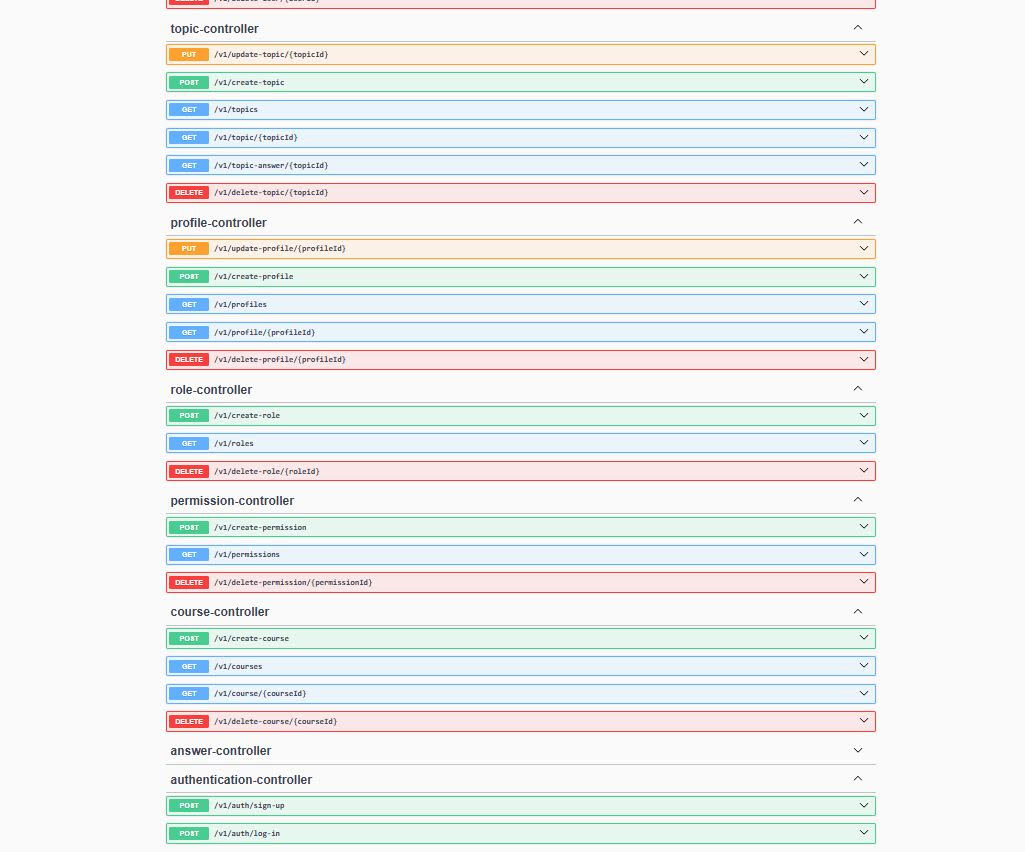 DELETE
topic-controller
PUT /v1/update-topic/{topicId}
POST /v1/create-topic
GET /v1/topics
GET /v1/topic/{topicId}
GET /v1/topic-answer/{topicId}
DELETE /v1/delete-topic/{topicId}
profile-controller
PUT /v1/update-profile/{profileId}
POST /v1/create-profile
GET /v1/profiles
GET /v1/profile/{profileId}
DELETE /v1/delete-profile/{profileId}
role-controller
POST /v1/create-role
GET /v1/roles
DELETE /v1/delete-role/{roleId}
permission-controller
POST /v1/create-permission
GET /v1/permissions
DELETE /v1/delete-permission/{permissionId}
course-controller
POST /v1/create-course
GET /v1/courses
GET /v1/course/{courseId}
DELETE /v1/delete-course/{courseId}
answer-controller
authentication-controller
POST /v1/auth/sign-up
POST /v1/auth/log-in